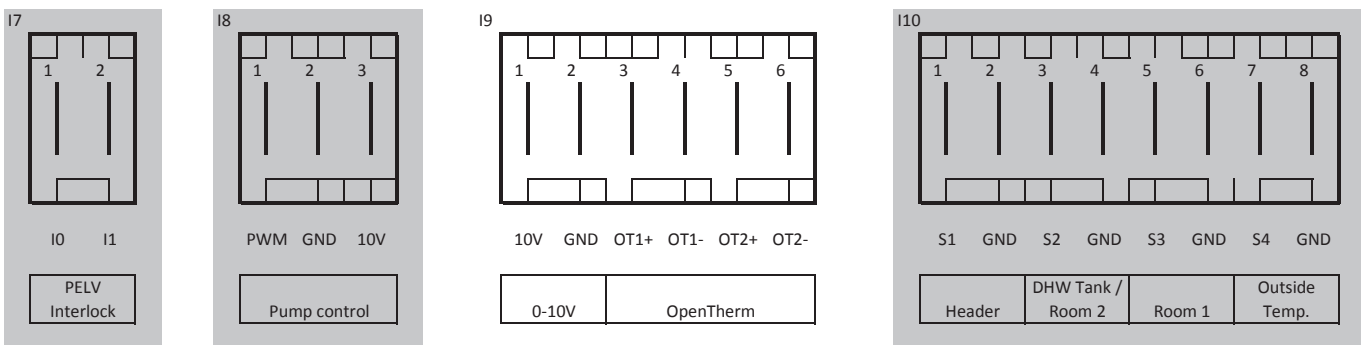 I7
1 2
I0 I1
PELV
Interlock
I8
1 2 3
PWM GND 10V
Pump control
I9
1 2 3 4 5 6
10V GND OT1+ OT1- OT2+ OT2-
0-10V OpenTherm
I10
1 2 3 4 5 6 7 8
S1 GND S2 GND S3 GND S4 GND
Header
DHW Tank /
Room 2
Room 1
Outside
Temp.